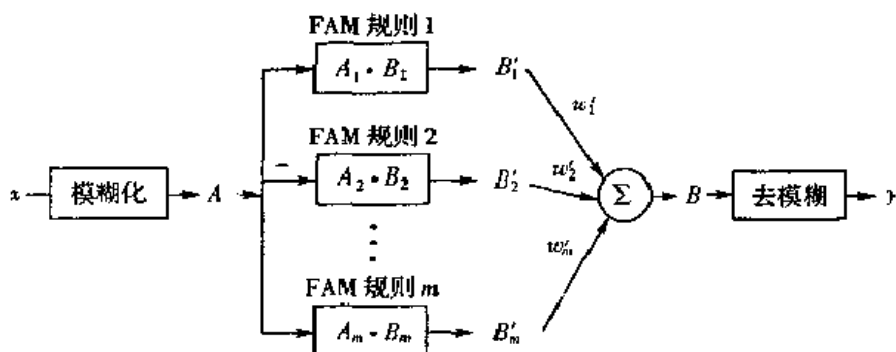 FAM 规则 1
A₁ · B₁
B′₁
w′₁
FAM 规则 2
x
模糊化
A
A₂ · B₂
B′₂
w′₂
Σ
B
去模糊
y
w′ₘ
FAM 规则 m
Aₘ · Bₘ
B′ₘ